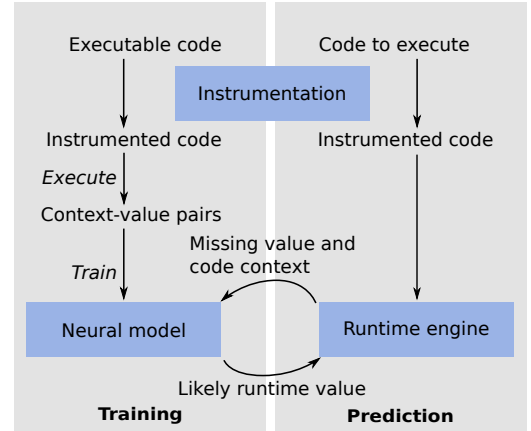 Executable code
Code to execute
Instrumentation
Instrumented code
Instrumented code
Execute
Context-value pairs
Missing value and
code context
Train
Neural model
Runtime engine
Likely runtime value
Training
Prediction